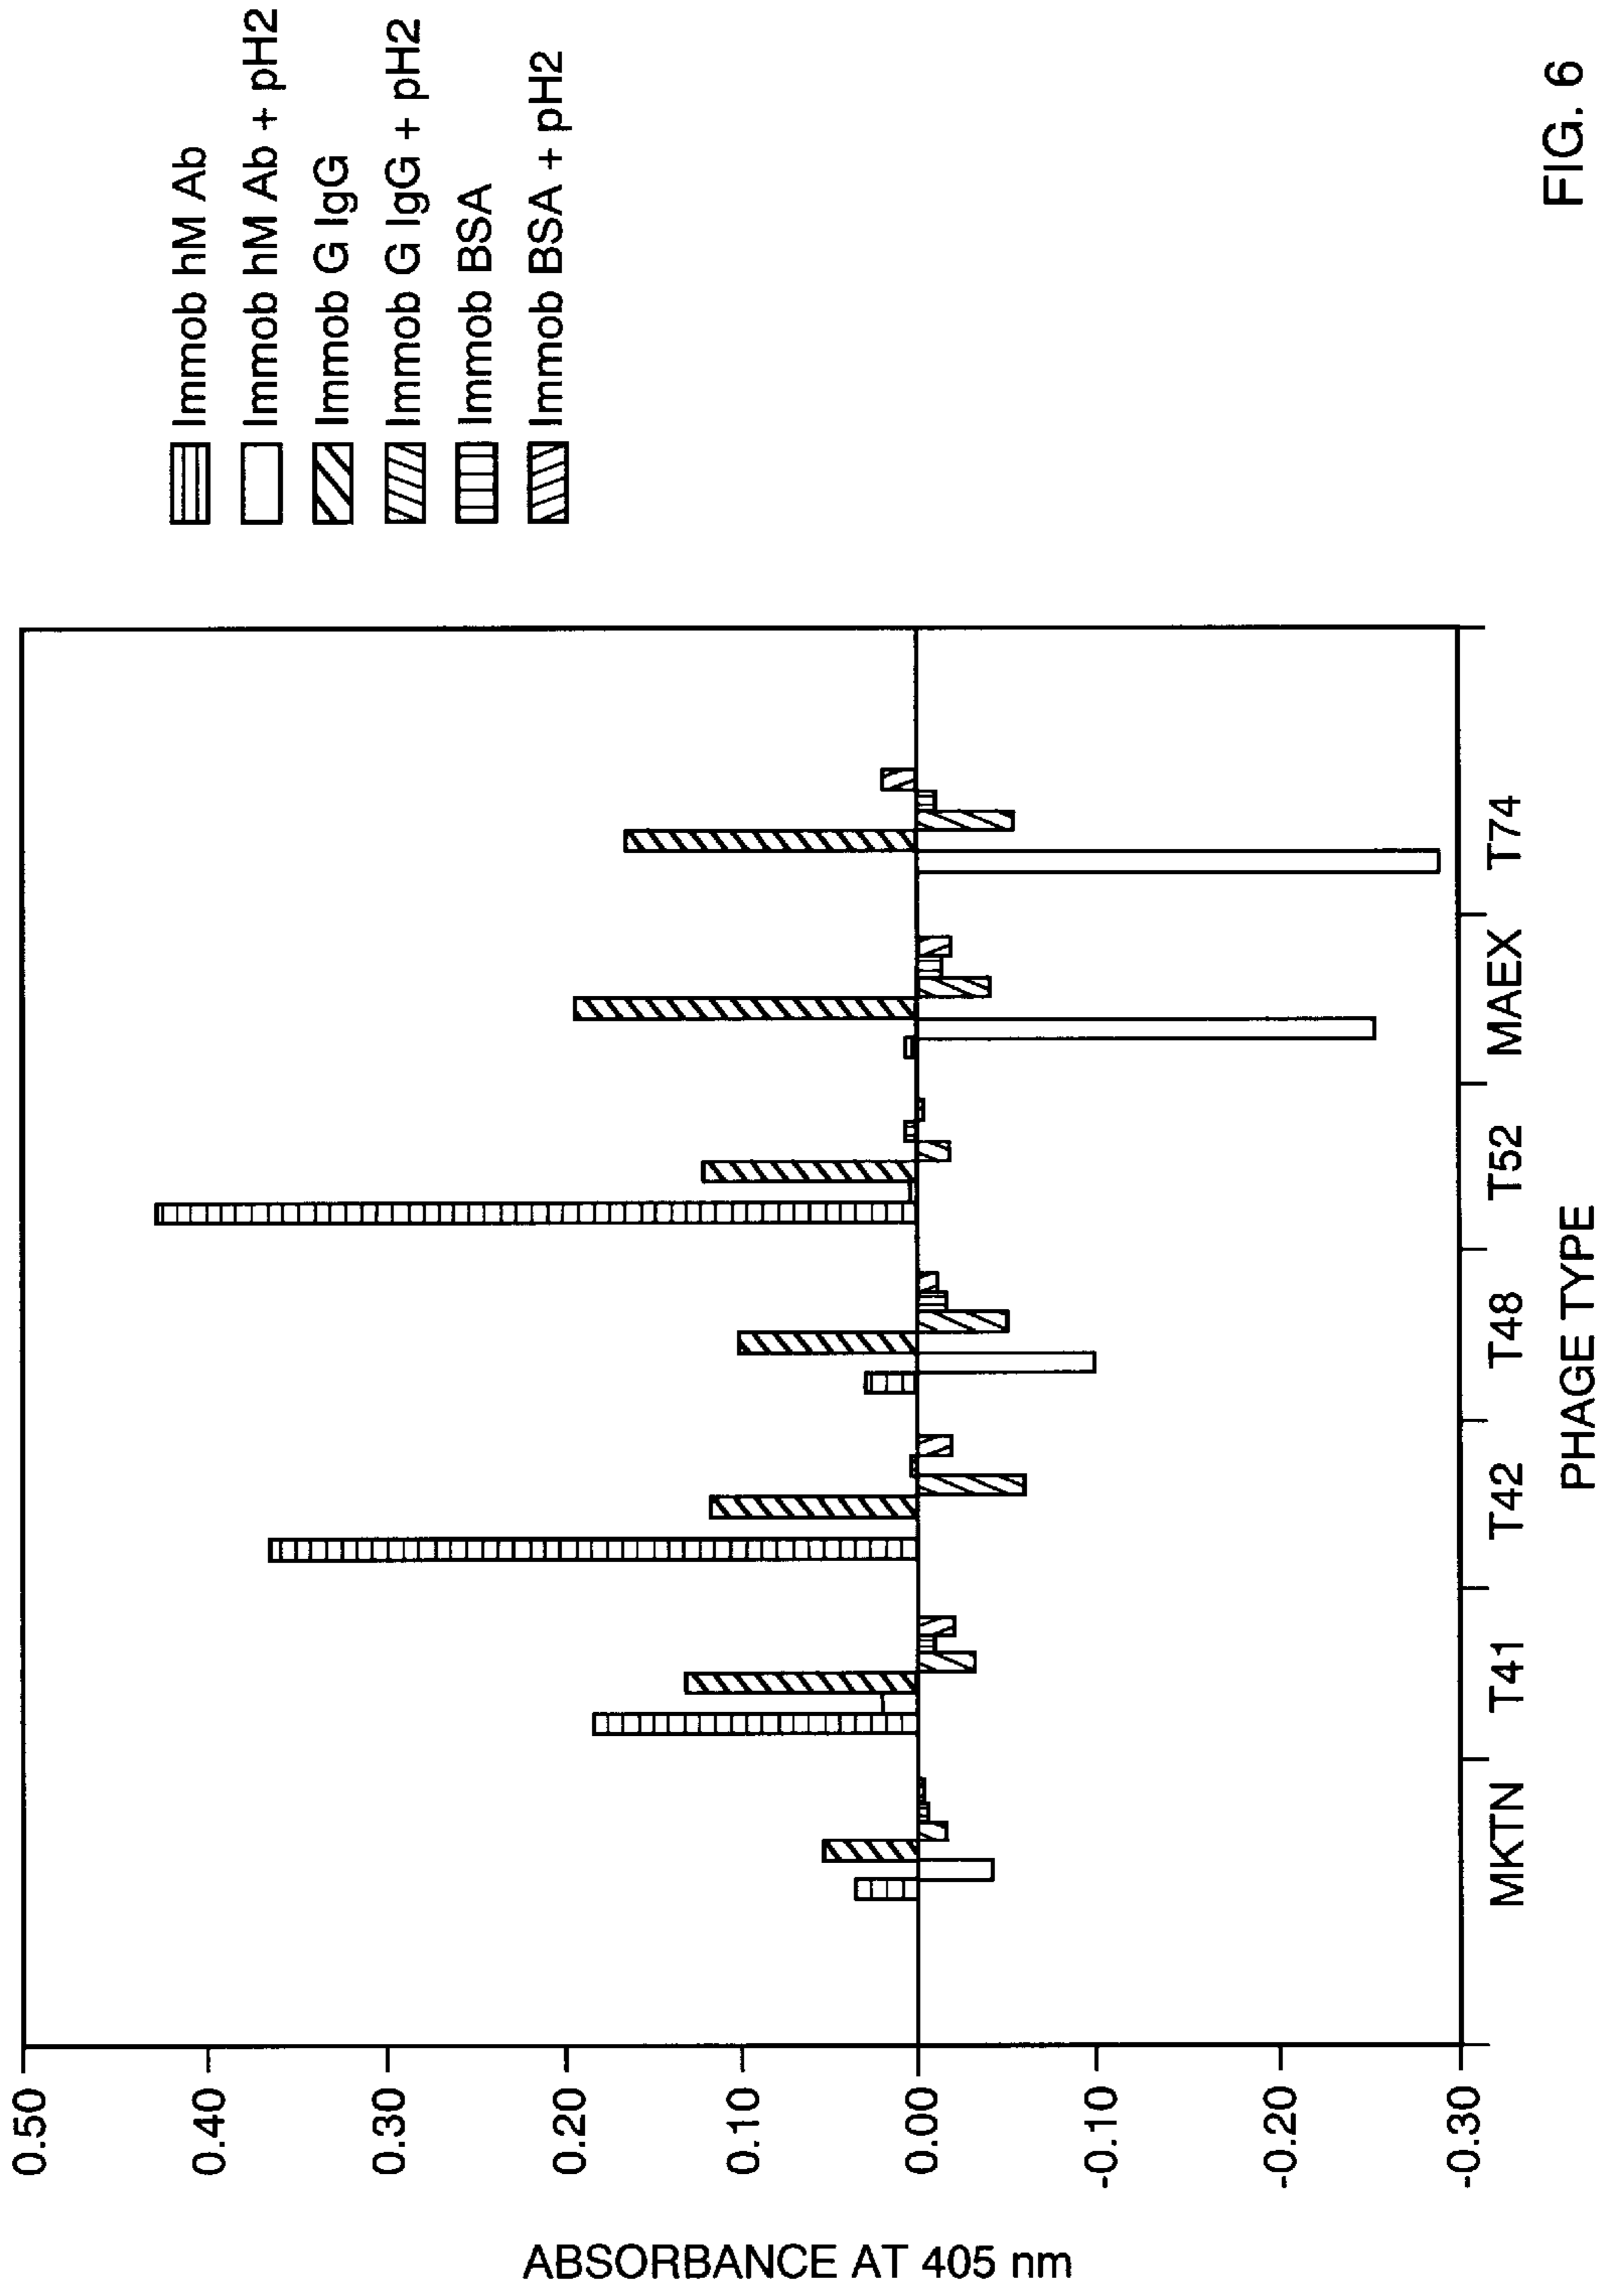 Immob hM Ab
Immob hM Ab + pH2
Immob G IgG
Immob G IgG + pH2
Immob BSA
Immob BSA + pH2
ABSORBANCE AT 405 nm
0.50
0.40
0.30
0.20
0.10
0.00
-0.10
-0.20
-0.30
MKTN
T41
T42
T48
T52
MAEX
T74
PHAGE TYPE
FIG. 6